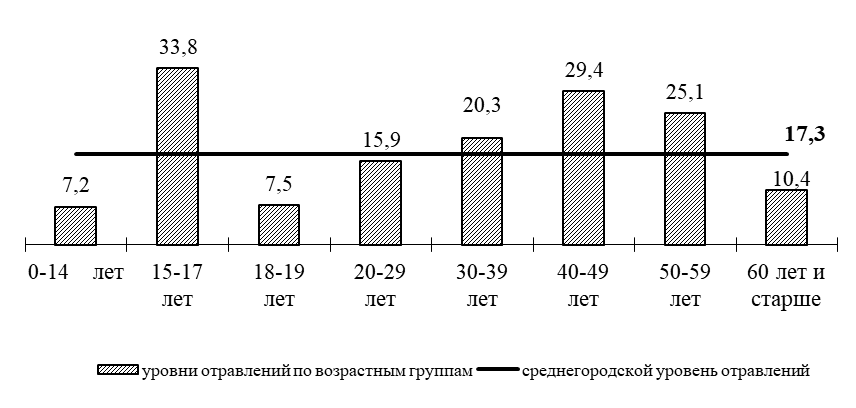 33,8
29,4
25,1
20,3
17,3
15,9
10,4
7,2
7,5
0-14 лет
15-17 лет
18-19 лет
20-29 лет
30-39 лет
40-49 лет
50-59 лет
60 лет и старше
уровни отравлений по возрастным группам
среднегородской уровень отравлений